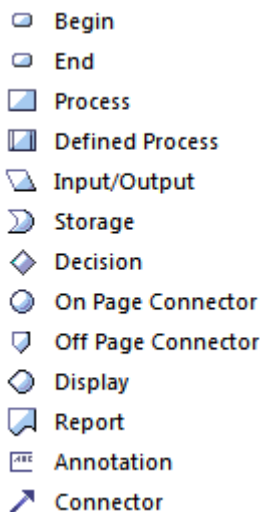 Begin
End
Process
Defined Process
Input/Output
Storage
Decision
On Page Connector
Off Page Connector
Display
Report
ABC Annotation
Connector